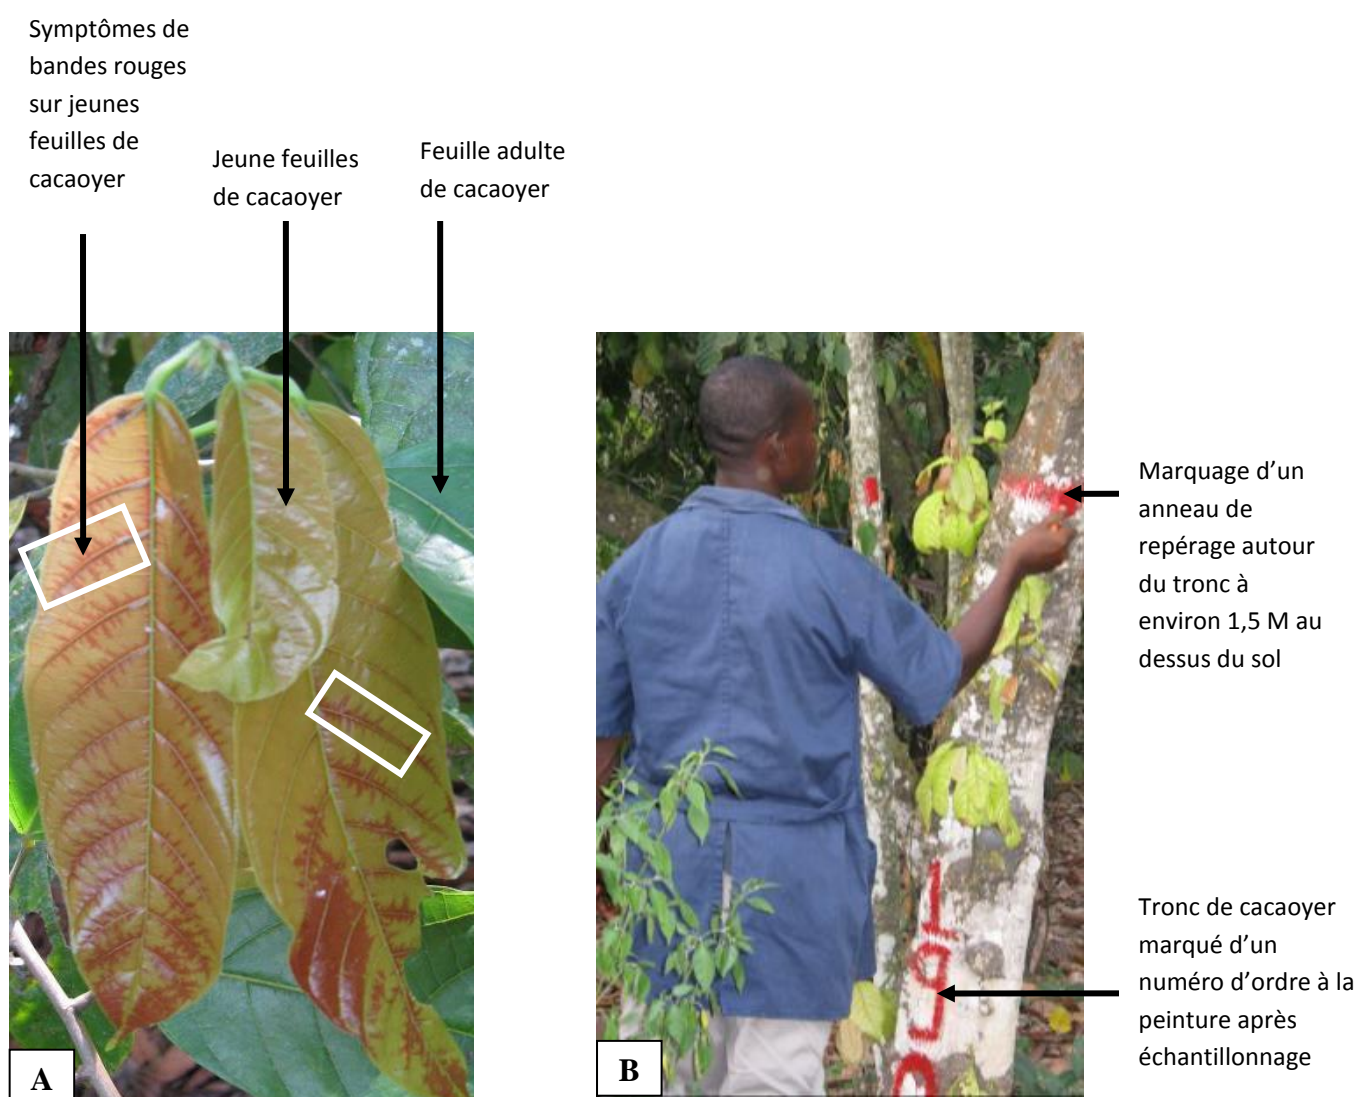 Symptômes de
bandes rouges
sur jeunes
feuilles de
cacaoyer
Jeune feuilles
de cacaoyer
Feuille adulte
de cacaoyer
Marquage d’un
anneau de
repérage autour
du tronc à
environ 1,5 M au
dessus du sol
Tronc de cacaoyer
marqué d’un
numéro d’ordre à la
peinture après
échantillonnage
A
B